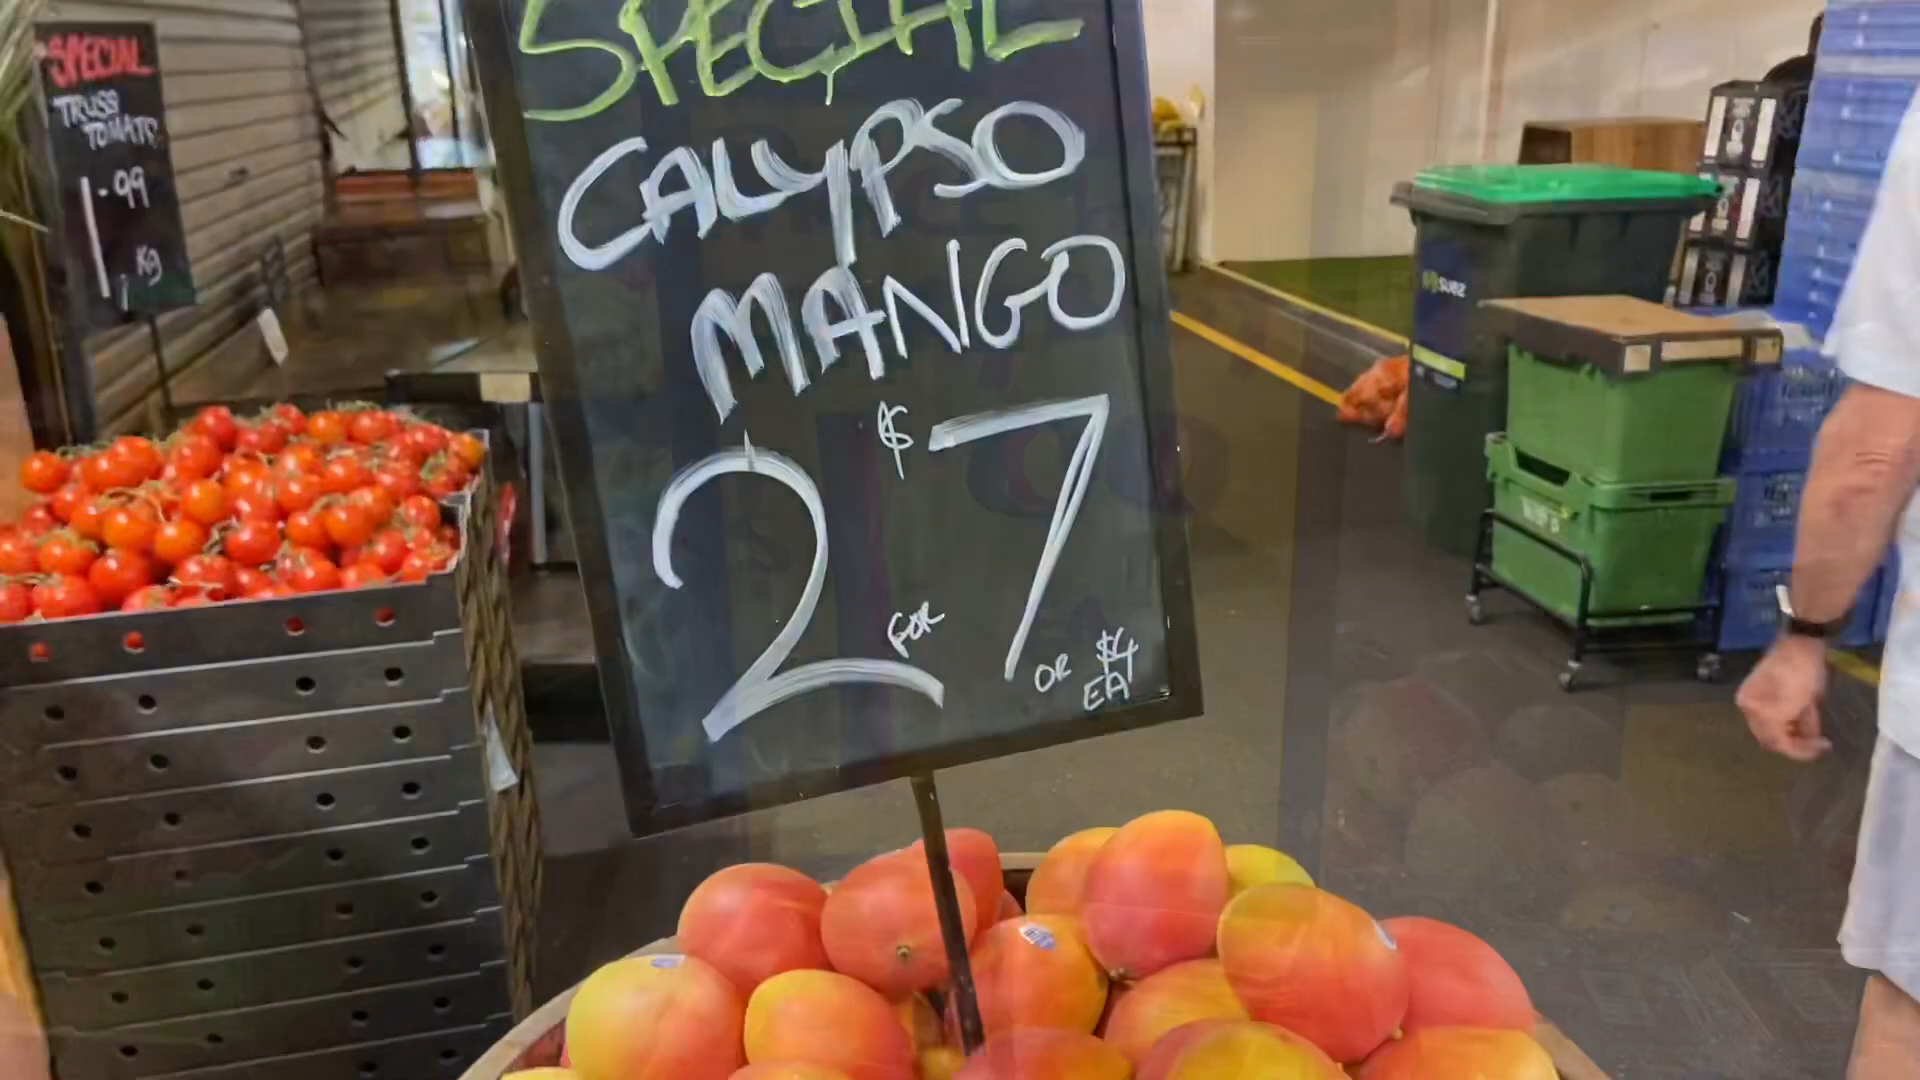 SPECIAL
TRUSS
TOMATO
1-99
Kg
SPECIAL
CALYPSO
MANGO
2 FOR $7
OR $4
EA
suez